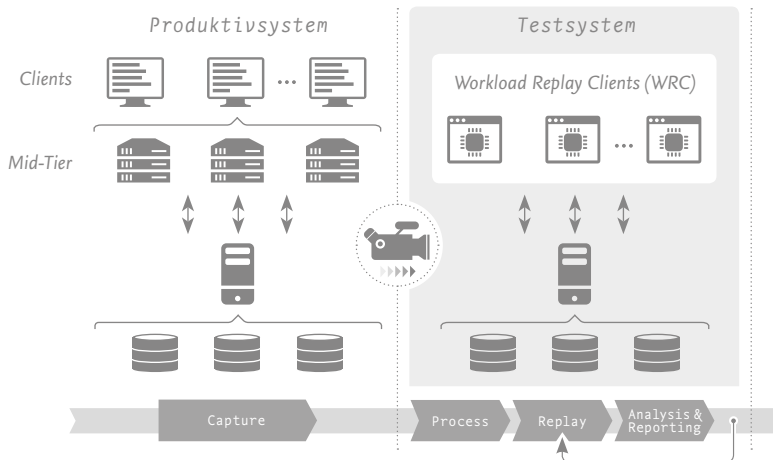 Produktivsystem
Testsystem
Clients
Workload Replay Clients (WRC)
Mid-Tier
Capture
Process
Replay
Analysis &
Reporting